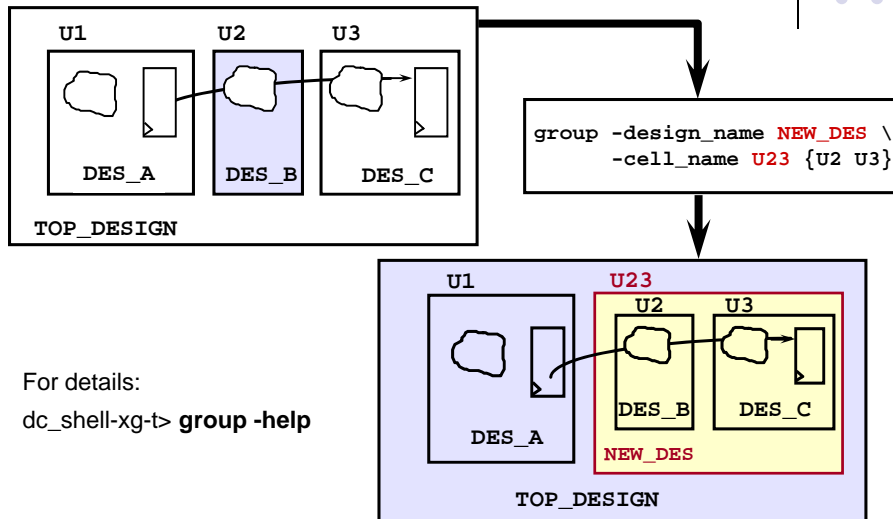 U1 U2 U3
DES_A DES_B DES_C
TOP_DESIGN
group -design_name NEW_DES \
-cell_name U23 {U2 U3}
U1 U23
U2 U3
DES_B DES_C
DES_A
NEW_DES
TOP_DESIGN
For details:
dc_shell-xg-t> group -help